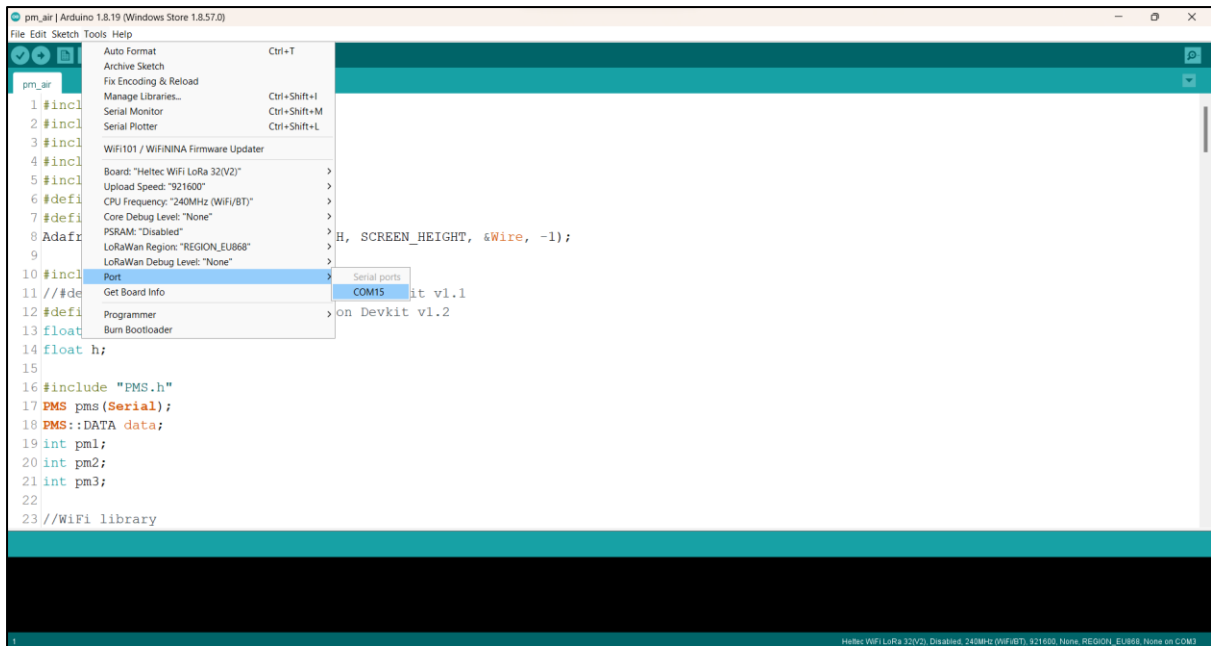 pm_air | Arduino 1.8.19 (Windows Store 1.8.57.0)
File Edit Sketch Tools Help
pm_air
Auto Format Ctrl+T
Archive Sketch
Fix Encoding & Reload
Manage Libraries... Ctrl+Shift+I
Serial Monitor Ctrl+Shift+M
Serial Plotter Ctrl+Shift+L
WiFi101 / WiFiNINA Firmware Updater
Board: "Heltec WiFi LoRa 32(V2)"
Upload Speed: "921600"
CPU Frequency: "240MHz (WiFi/BT)"
Core Debug Level: "None"
PSRAM: "Disabled"
LoRaWan Region: "REGION_EU868"
LoRaWan Debug Level: "None"
Port
Get Board Info
Programmer
Burn Bootloader
Serial ports
COM15
1 #incl
2 #incl
3 #incl
4 #incl
5 #incl
6 #defi
7 #defi
8 Adafr H, SCREEN_HEIGHT, &Wire, -1);
9
10 #incl
11 //#de it v1.1
12 #defi on Devkit v1.2
13 float
14 float h;
15
16 #include "PMS.h"
17 PMS pms(Serial);
18 PMS::DATA data;
19 int pm1;
20 int pm2;
21 int pm3;
22
23 //WiFi library
1 Heltec WiFi LoRa 32(V2), Disabled, 240MHz (WiFi/BT), 921600, None, REGION_EU868, None on COM3